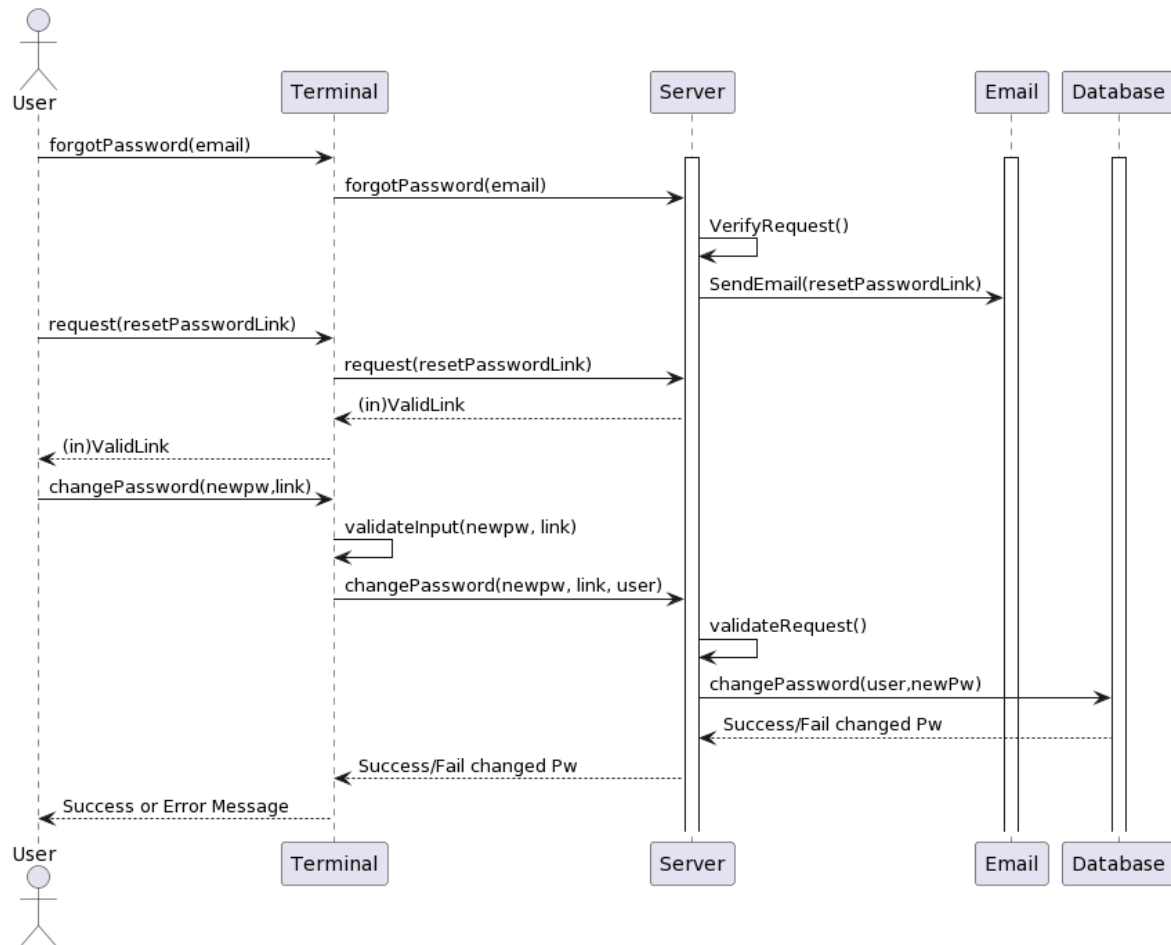 User
Terminal
Server
Email
Database
forgotPassword(email)
forgotPassword(email)
VerifyRequest()
SendEmail(resetPasswordLink)
request(resetPasswordLink)
request(resetPasswordLink)
(in)ValidLink
(in)ValidLink
changePassword(newpw,link)
validateInput(newpw, link)
changePassword(newpw, link, user)
validateRequest()
changePassword(user,newPw)
Success/Fail changed Pw
Success/Fail changed Pw
Success or Error Message
User
Terminal
Server
Email
Database